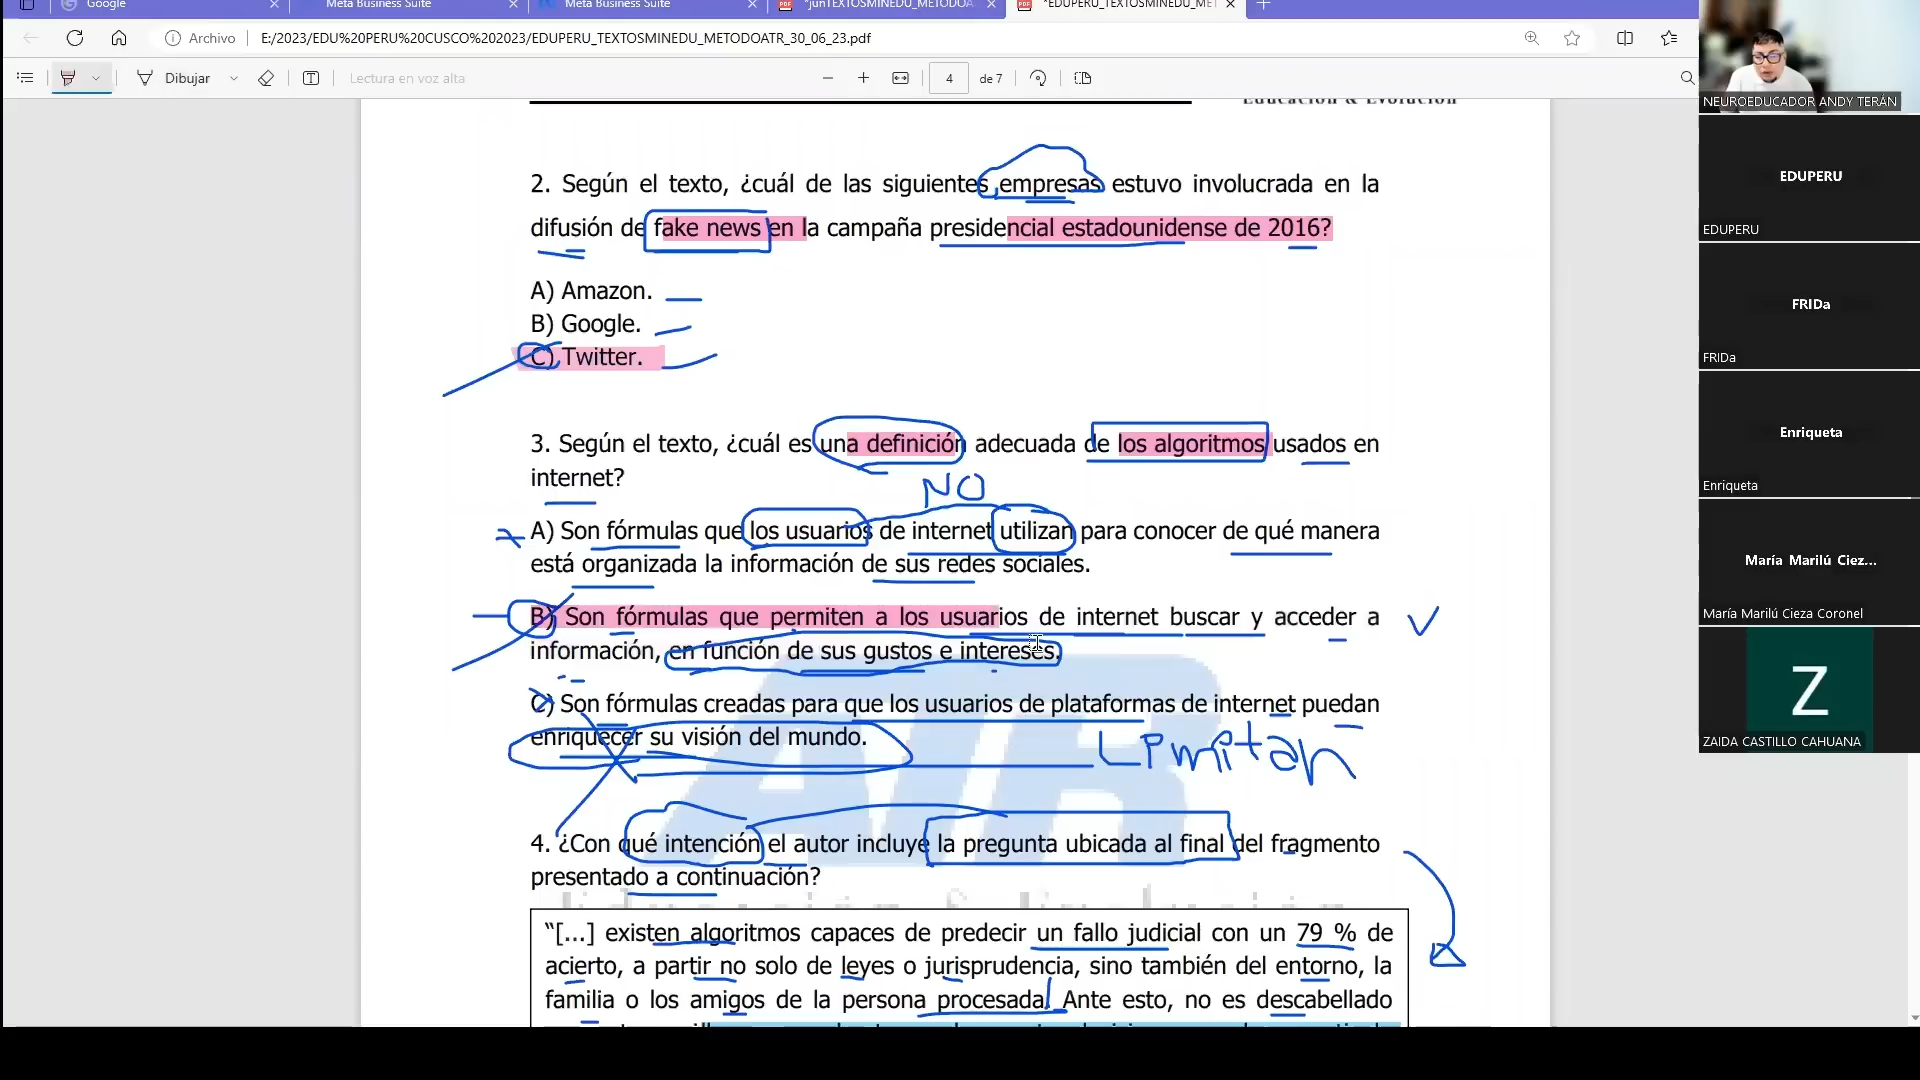 Google
Meta Business Suite
Meta Business Suite
*junTEXTOSMINEDU_METODOA
*EDUPERU_TEXTOSMINEDU_MET
Archivo
E:/2023/EDU%20PERU%20CUSCO%202023/EDUPERU_TEXTOSMINEDU_METODOATR_30_06_23.pdf
Dibujar
Lectura en voz alta
4
de 7
Educación & Evolución
2. Según el texto, ¿cuál de las siguientes empresas estuvo involucrada en la
difusión de fake news en la campaña presidencial estadounidense de 2016?
A) Amazon.
B) Google.
C) Twitter.
3. Según el texto, ¿cuál es una definición adecuada de los algoritmos usados en
internet?
NO
A) Son fórmulas que los usuarios de internet utilizan para conocer de qué manera
está organizada la información de sus redes sociales.
B) Son fórmulas que permiten a los usuarios de internet buscar y acceder a
información, en función de sus gustos e intereses.
C) Son fórmulas creadas para que los usuarios de plataformas de internet puedan
enriquecer su visión del mundo.
Limitan
ATR
4. ¿Con qué intención el autor incluye la pregunta ubicada al final del fragmento
presentado a continuación?
“[...] existen algoritmos capaces de predecir un fallo judicial con un 79 % de
acierto, a partir no solo de leyes o jurisprudencia, sino también del entorno, la
familia o los amigos de la persona procesada. Ante esto, no es descabellado
NEUROEDUCADOR ANDY TERÁN
EDUPERU
EDUPERU
FRIDa
FRIDa
Enriqueta
Enriqueta
María Marilú Ciez...
María Marilú Cieza Coronel
Z
ZAIDA CASTILLO CAHUANA